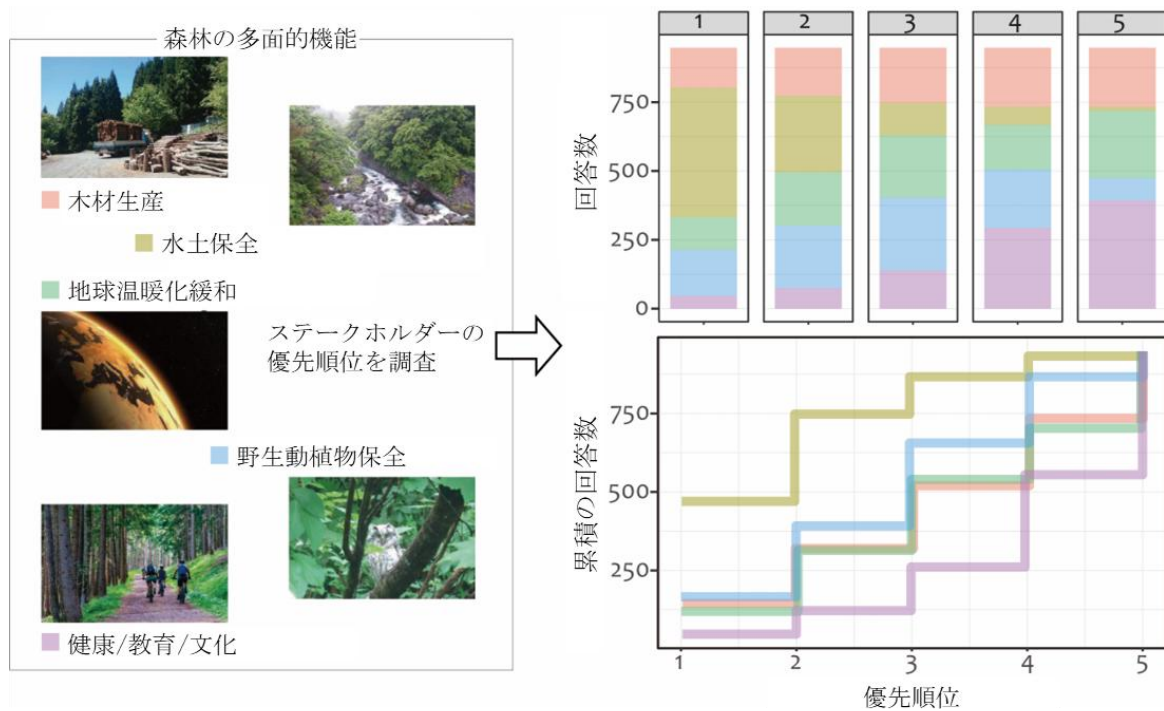 森林の多面的機能
木材生産
水土保全
地球温暖化緩和
ステークホルダーの
優先順位を調査
野生動植物保全
健康/教育/文化
1 2 3 4 5
回答数
750
500
250
0
累積の回答数
750
500
250
1 2 3 4 5
優先順位